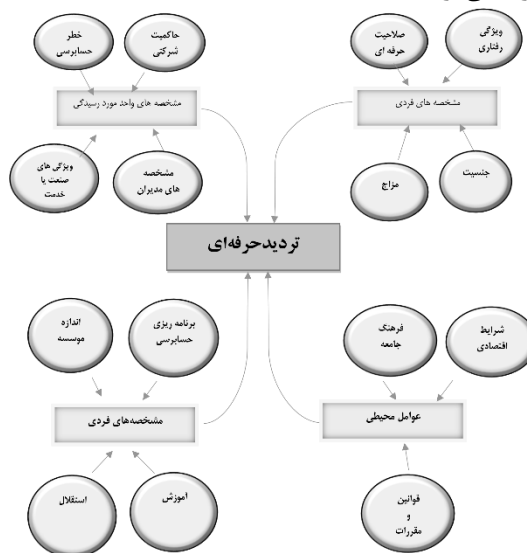 ویژگی
رفتاری
صلاحیت
حرفه ای
مشخصه های فردی
جنسیت
مزاج
حاکمیت
شرکتی
خطر
حسابرسی
مشخصه های واحد مورد رسیدگی
مشخصه
های مدیران
ویژگی های
صنعت یا
خدمت
تردیدحرفه‌ای
شرایط
اقتصادی
فرهنگ
جامعه
عوامل محیطی
قوانین
و
مقررات
برنامه ریزی
حسابرسی
اندازه
موسسه
مشخصه‌های فردی
آموزش
استقلال